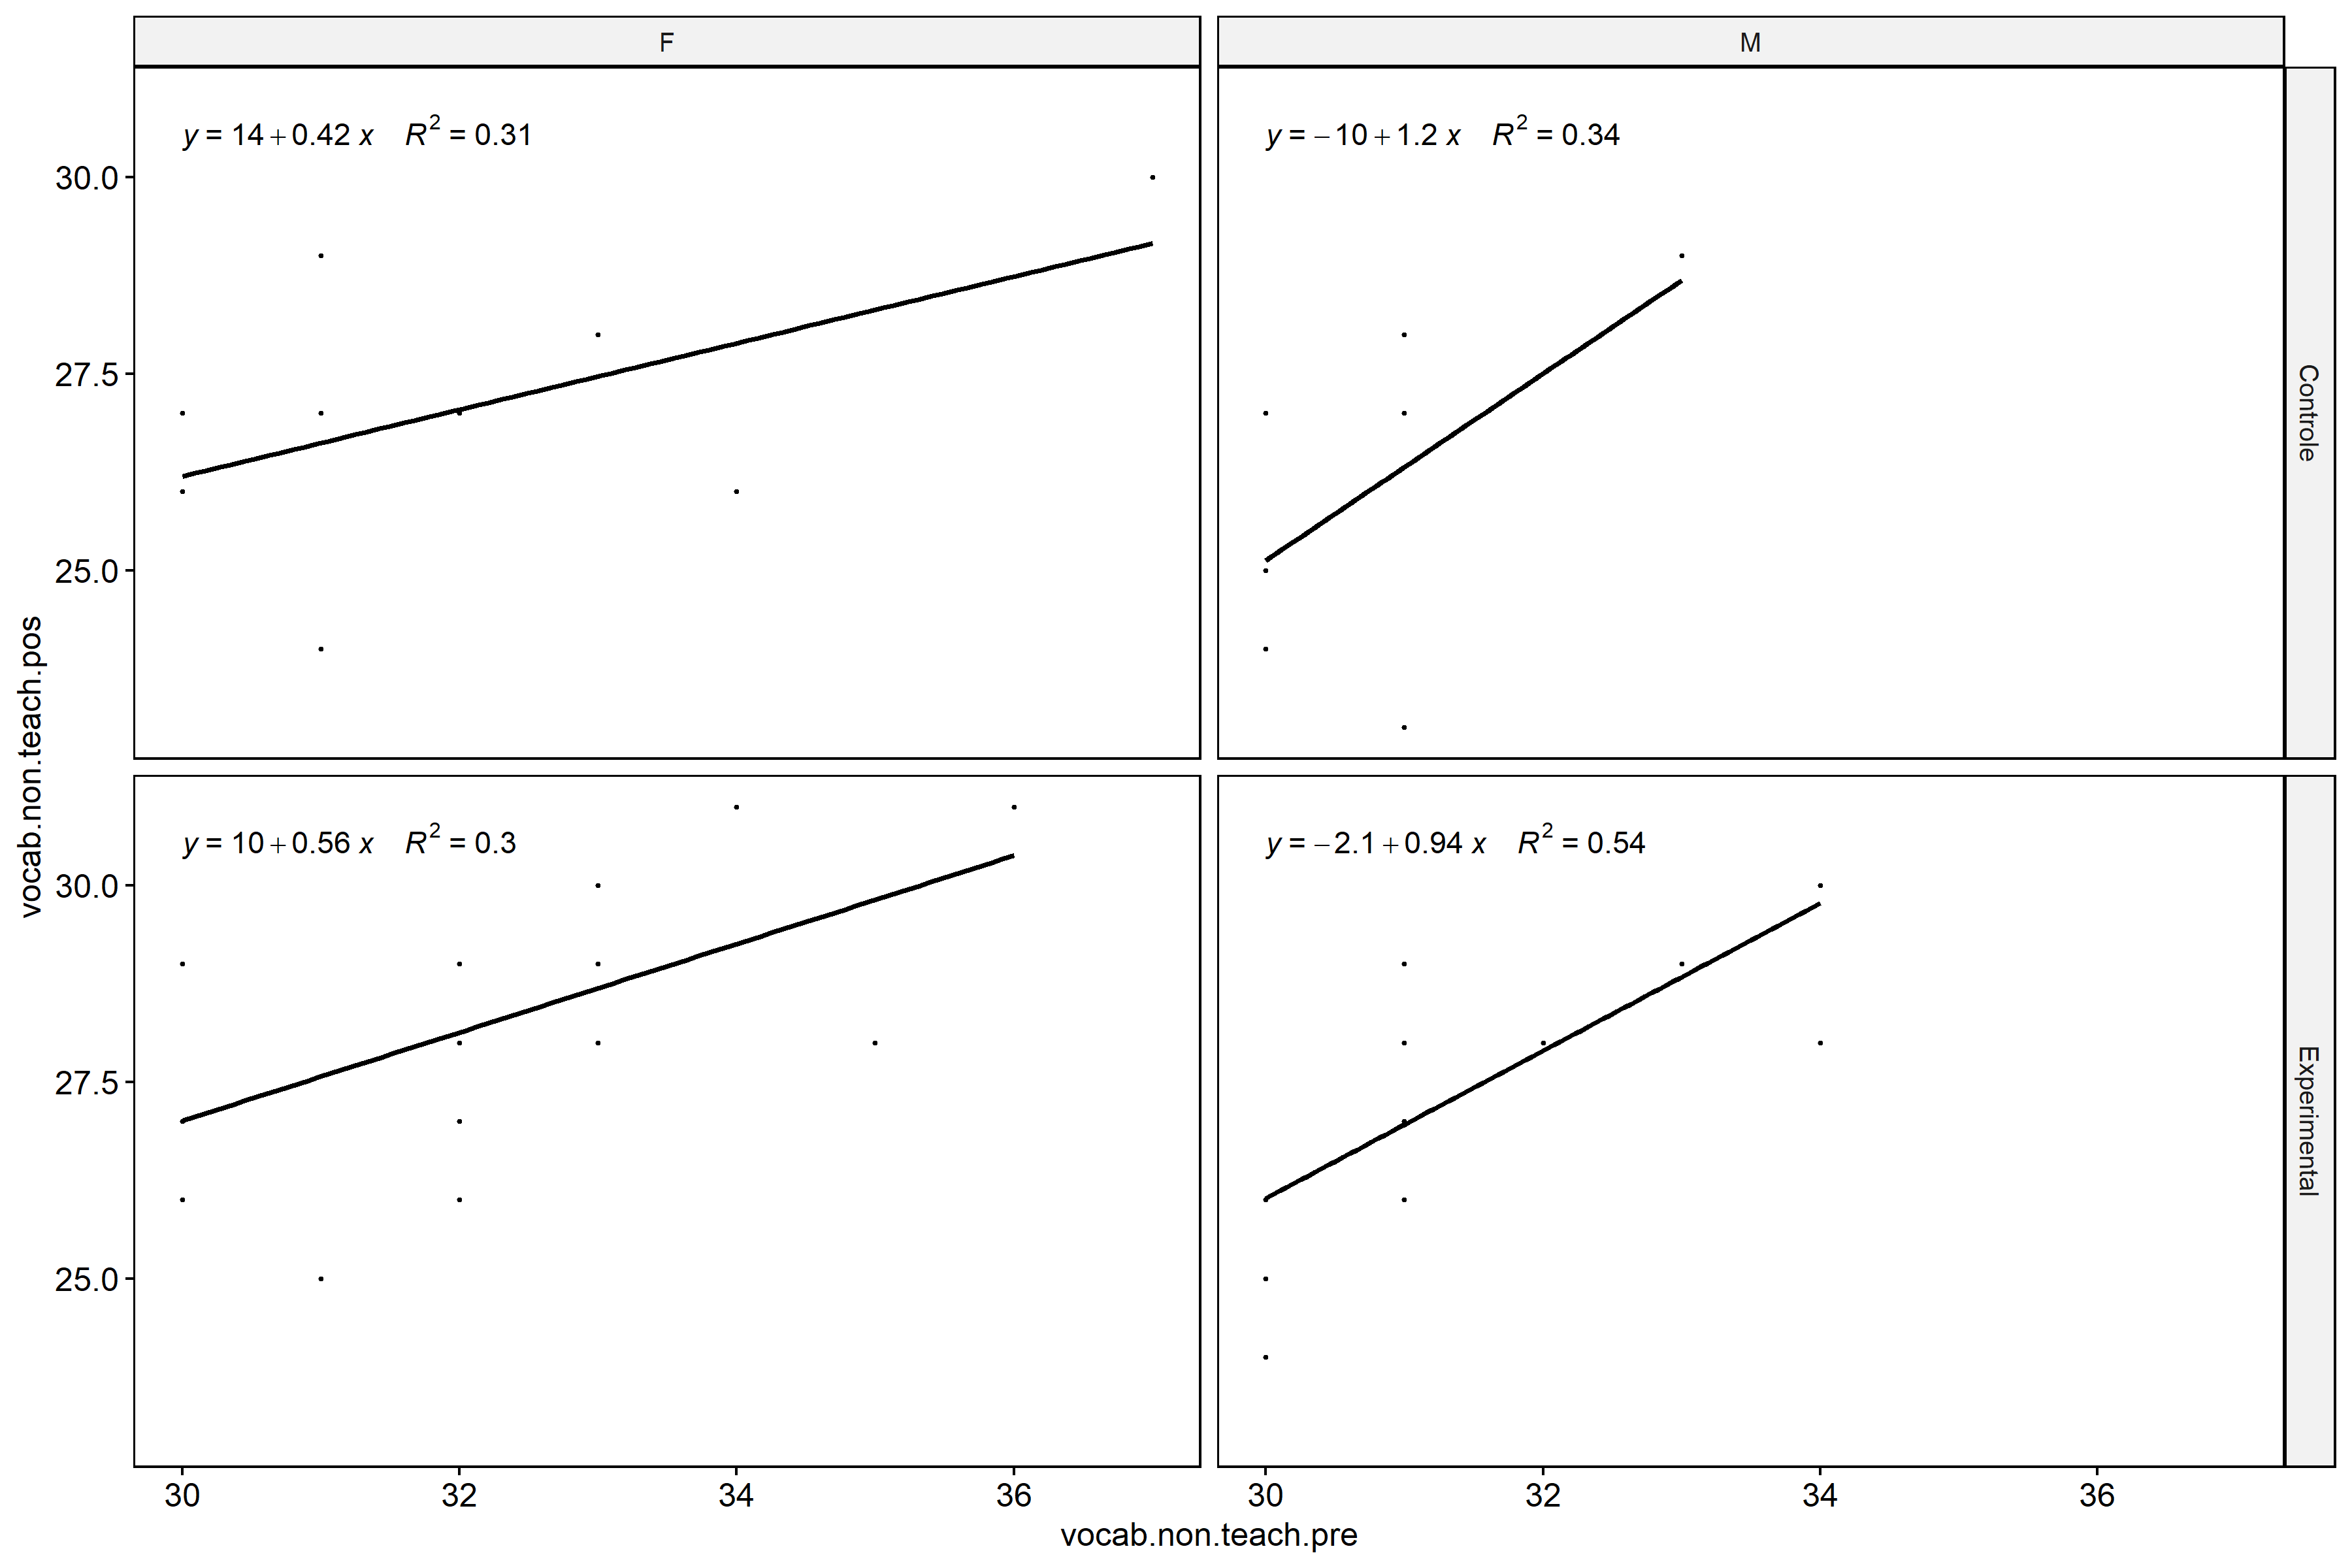 F
M
y = 14 + 0.42 x R² = 0.31
y = −10 + 1.2 x R² = 0.34
30.0
27.5
25.0
Controle
vocab.non.teach.pos
y = 10 + 0.56 x R² = 0.3
y = −2.1 + 0.94 x R² = 0.54
30.0
27.5
25.0
Experimental
30 32 34 36
30 32 34 36
vocab.non.teach.pre